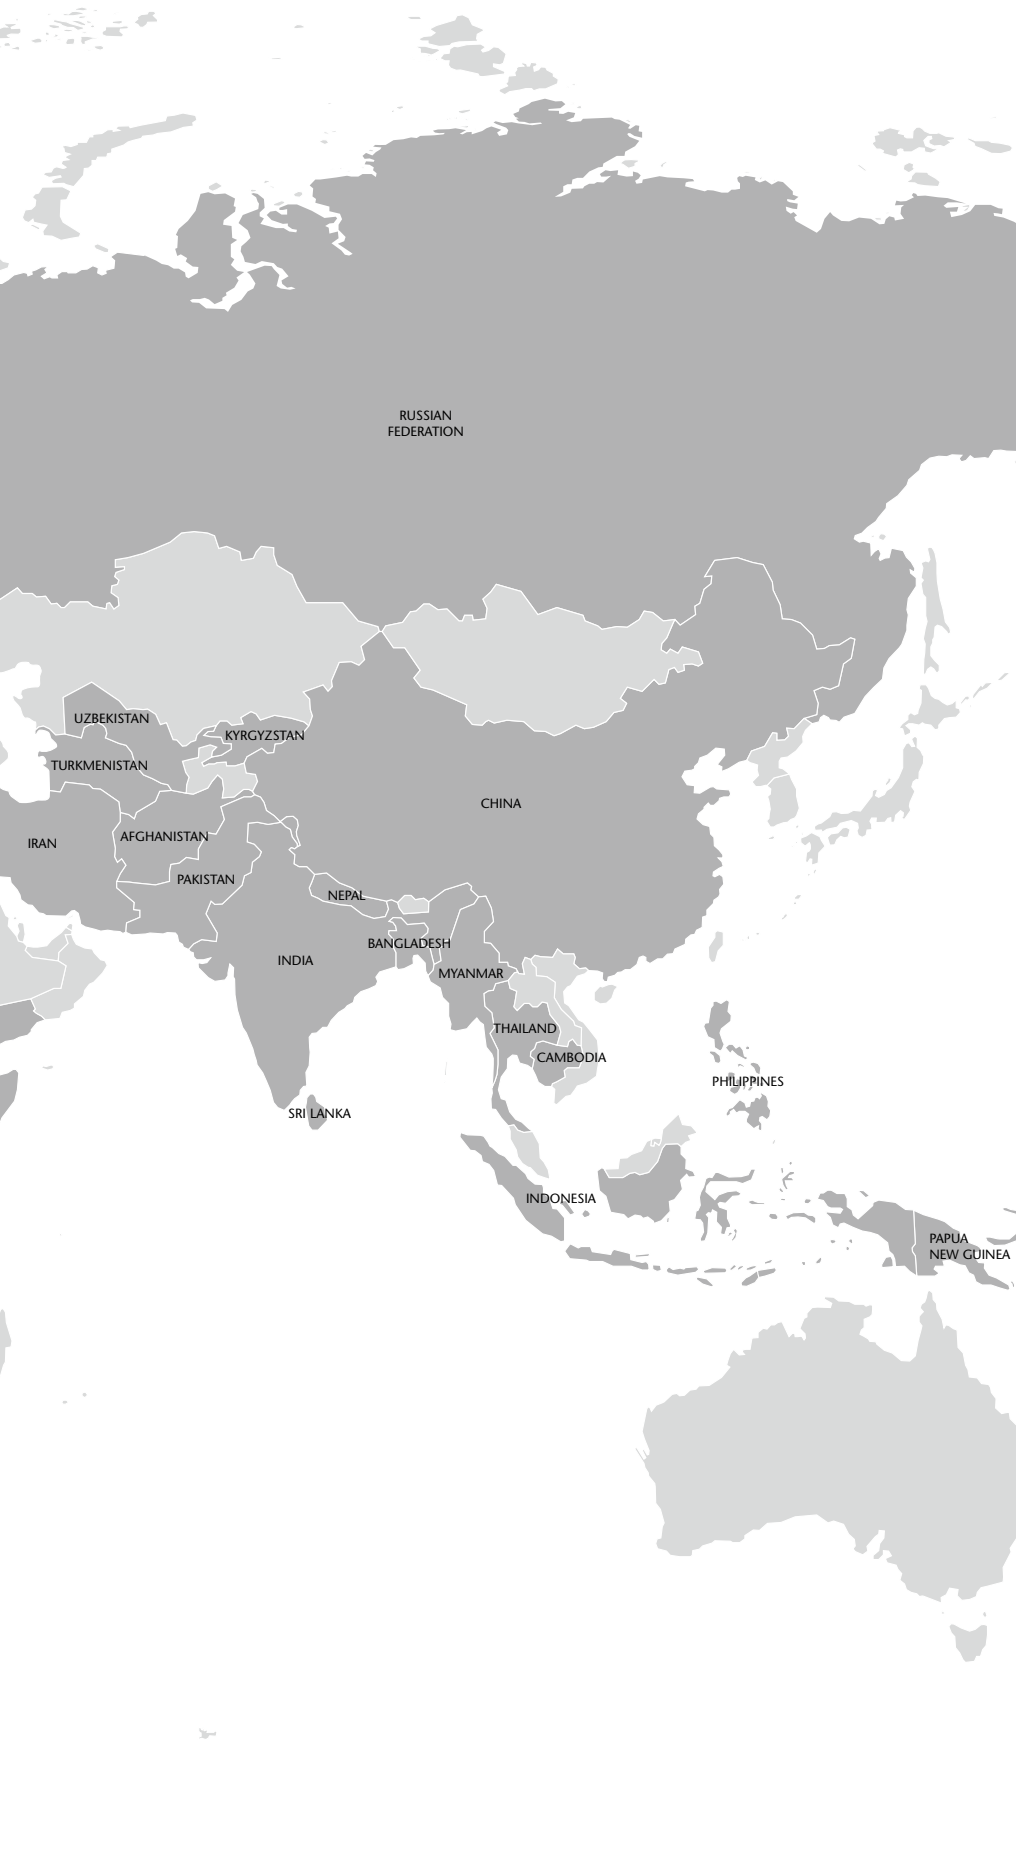 RUSSIAN
FEDERATION
UZBEKISTAN
KYRGYZSTAN
TURKMENISTAN
CHINA
AFGHANISTAN
IRAN
PAKISTAN
NEPAL
BANGLADESH
INDIA
MYANMAR
THAILAND
CAMBODIA
PHILIPPINES
SRI LANKA
INDONESIA
PAPUA
NEW GUINEA